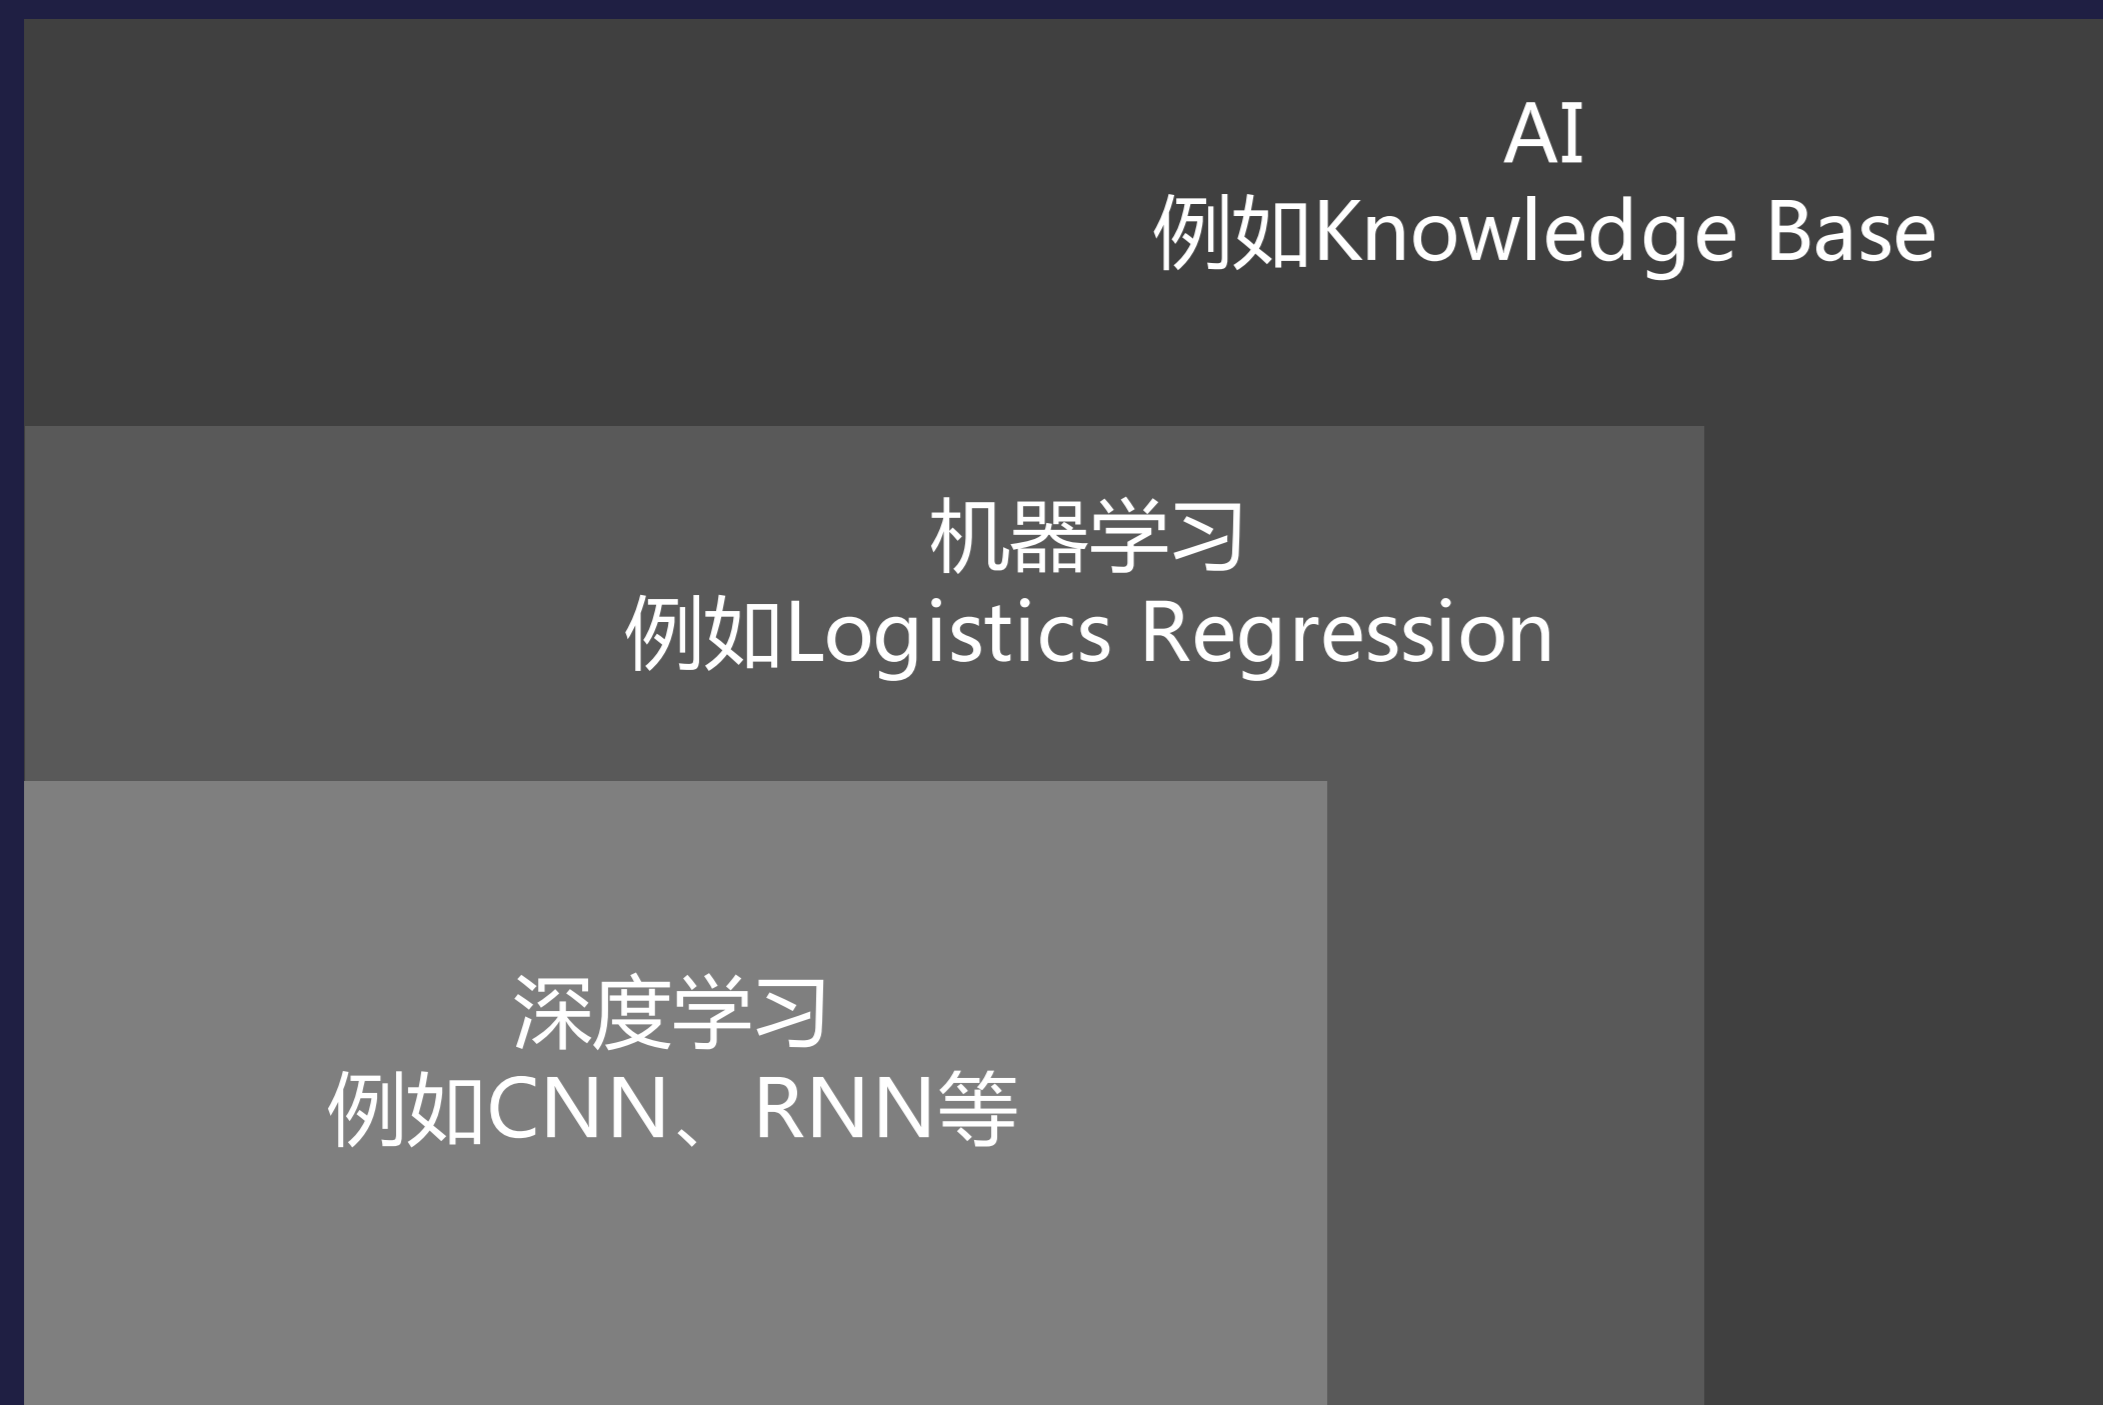 AI
例如Knowledge Base
机器学习
例如Logistics Regression
深度学习
例如CNN、RNN等